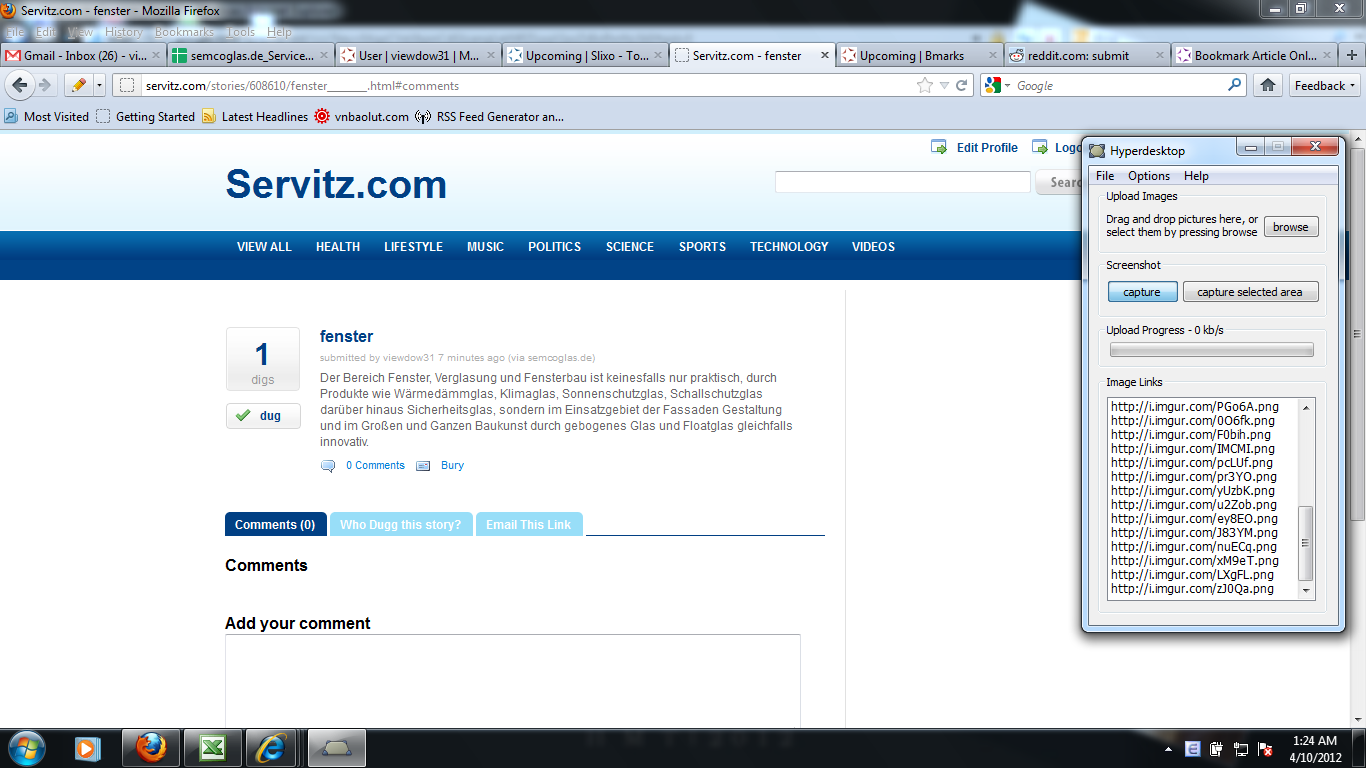 Servitz.com - fenster - Mozilla Firefox
File Edit View History Bookmarks Tools Help
Gmail - Inbox (26) - vi...
semcoglas.de_Service...
User | viewdow31 | M...
Upcoming | Slixo - To...
Servitz.com - fenster
Upcoming | Bmarks
reddit.com: submit
Bookmark Article Onl...
servitz.com/stories/608610/fenster_______.html#comments
Google
Feedback
Most Visited
Getting Started
Latest Headlines
vnbaolut.com
RSS Feed Generator an...
Edit Profile
Servitz.com
VIEW ALL HEALTH LIFESTYLE MUSIC POLITICS SCIENCE SPORTS TECHNOLOGY VIDEOS
1
digs
dug
fenster
submitted by viewdow31 7 minutes ago (via semcoglas.de)
Der Bereich Fenster, Verglasung und Fensterbau ist keinesfalls nur praktisch, durch
Produkte wie Wärmedämmglas, Klimaglas, Sonnenschutzglas, Schallschutzglas
darüber hinaus Sicherheitsglas, sondern im Einsatzgebiet der Fassaden Gestaltung
und im Großen und Ganzen Baukunst durch gebogenes Glas und Floatglas gleichfalls
innovativ.
0 Comments
Bury
Comments (0)
Who Dugg this story?
Email This Link
Comments
Add your comment
Hyperdesktop
File Options Help
Upload Images
Drag and drop pictures here, or
select them by pressing browse
browse
Screenshot
capture
capture selected area
Upload Progress - 0 kb/s
Image Links
http://i.imgur.com/PGo6A.png
http://i.imgur.com/0O6fk.png
http://i.imgur.com/F0bih.png
http://i.imgur.com/IMCMI.png
http://i.imgur.com/pcLUf.png
http://i.imgur.com/pr3YO.png
http://i.imgur.com/yUzbK.png
http://i.imgur.com/u2Zob.png
http://i.imgur.com/ey8EO.png
http://i.imgur.com/J83YM.png
http://i.imgur.com/nuECq.png
http://i.imgur.com/xM9eT.png
http://i.imgur.com/LXgFL.png
http://i.imgur.com/zJ0Qa.png
1:24 AM
4/10/2012